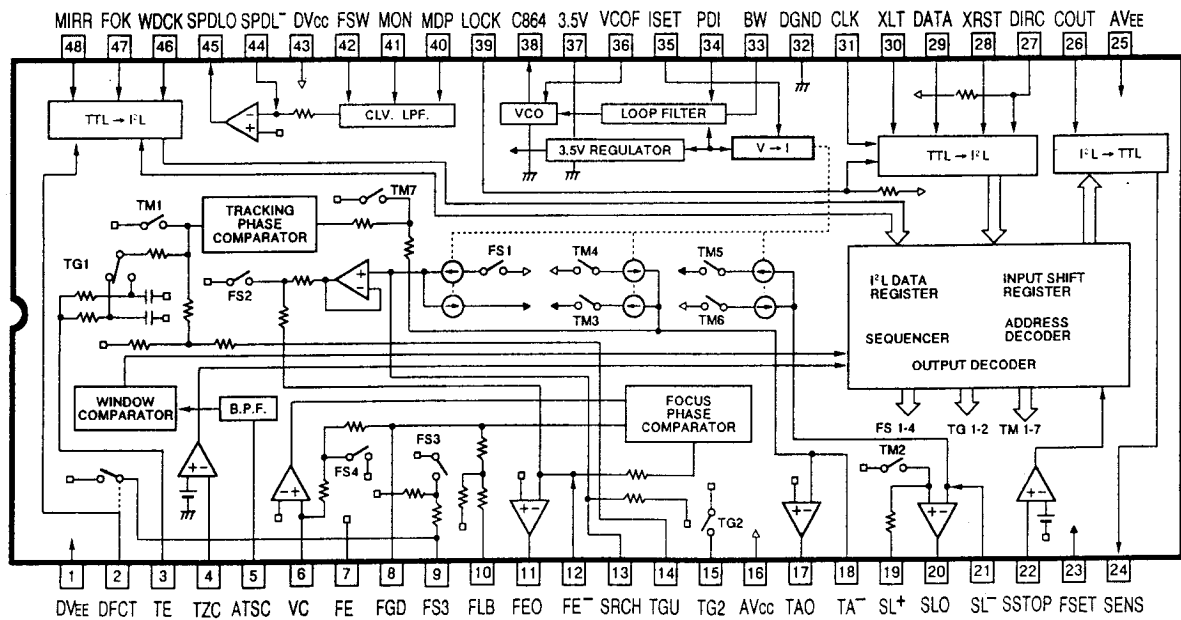 MIRR FOK WDCK SPDLO SPDL⁻ DVcc FSW MON MDP LOCK C864 3.5V VCOF ISET PDI BW DGND CLK XLT DATA XRST DIRC COUT AVEE
48 47 46 45 44 43 42 41 40 39 38 37 36 35 34 33 32 31 30 29 28 27 26 25
TTL→I²L
CLV. LPF.
VCO
LOOP FILTER
3.5V REGULATOR
V→I
TTL→I²L
I²L→TTL
TM1
TRACKING
PHASE
COMPARATOR
TM7
TG1
FS2
FS1
TM4
TM5
TM3
TM6
I²L DATA
REGISTER
INPUT SHIFT
REGISTER
SEQUENCER
ADDRESS
DECODER
OUTPUT DECODER
WINDOW
COMPARATOR
B.P.F.
FOCUS
PHASE
COMPARATOR
FS 1-4
TG 1-2
TM 1-7
FS4
FS3
TM2
TG2
1 2 3 4 5 6 7 8 9 10 11 12 13 14 15 16 17 18 19 20 21 22 23 24
DVEE DFCT TE TZC ATSC VC FE FGD FS3 FLB FEO FE⁻ SRCH TGU TG2 AVcc TAO TA⁻ SL⁺ SLO SL⁻ SSTOP FSET SENS